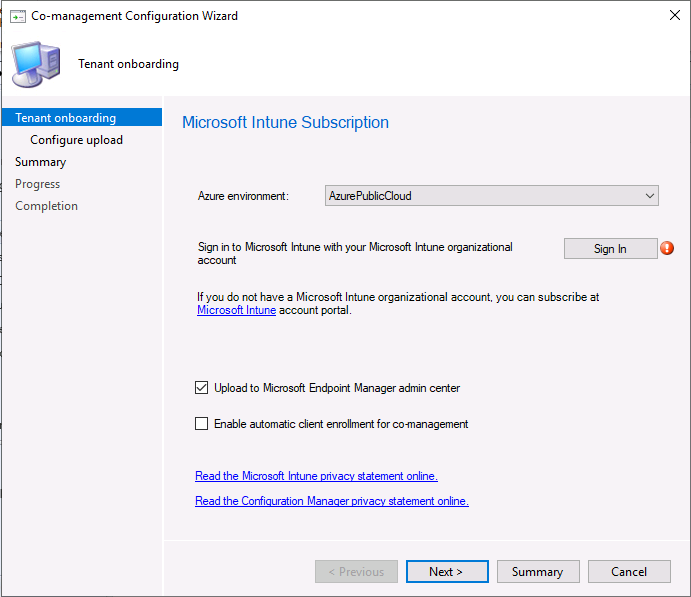 Co-management Configuration Wizard
Tenant onboarding
Tenant onboarding
Configure upload
Summary
Progress
Completion
Microsoft Intune Subscription
Azure environment:
AzurePublicCloud
Sign in to Microsoft Intune with your Microsoft Intune organizational
account
Sign In
If you do not have a Microsoft Intune organizational account, you can subscribe at
Microsoft Intune account portal.
Upload to Microsoft Endpoint Manager admin center
Enable automatic client enrollment for co-management
Read the Microsoft Intune privacy statement online.
Read the Configuration Manager privacy statement online.
< Previous
Next >
Summary
Cancel